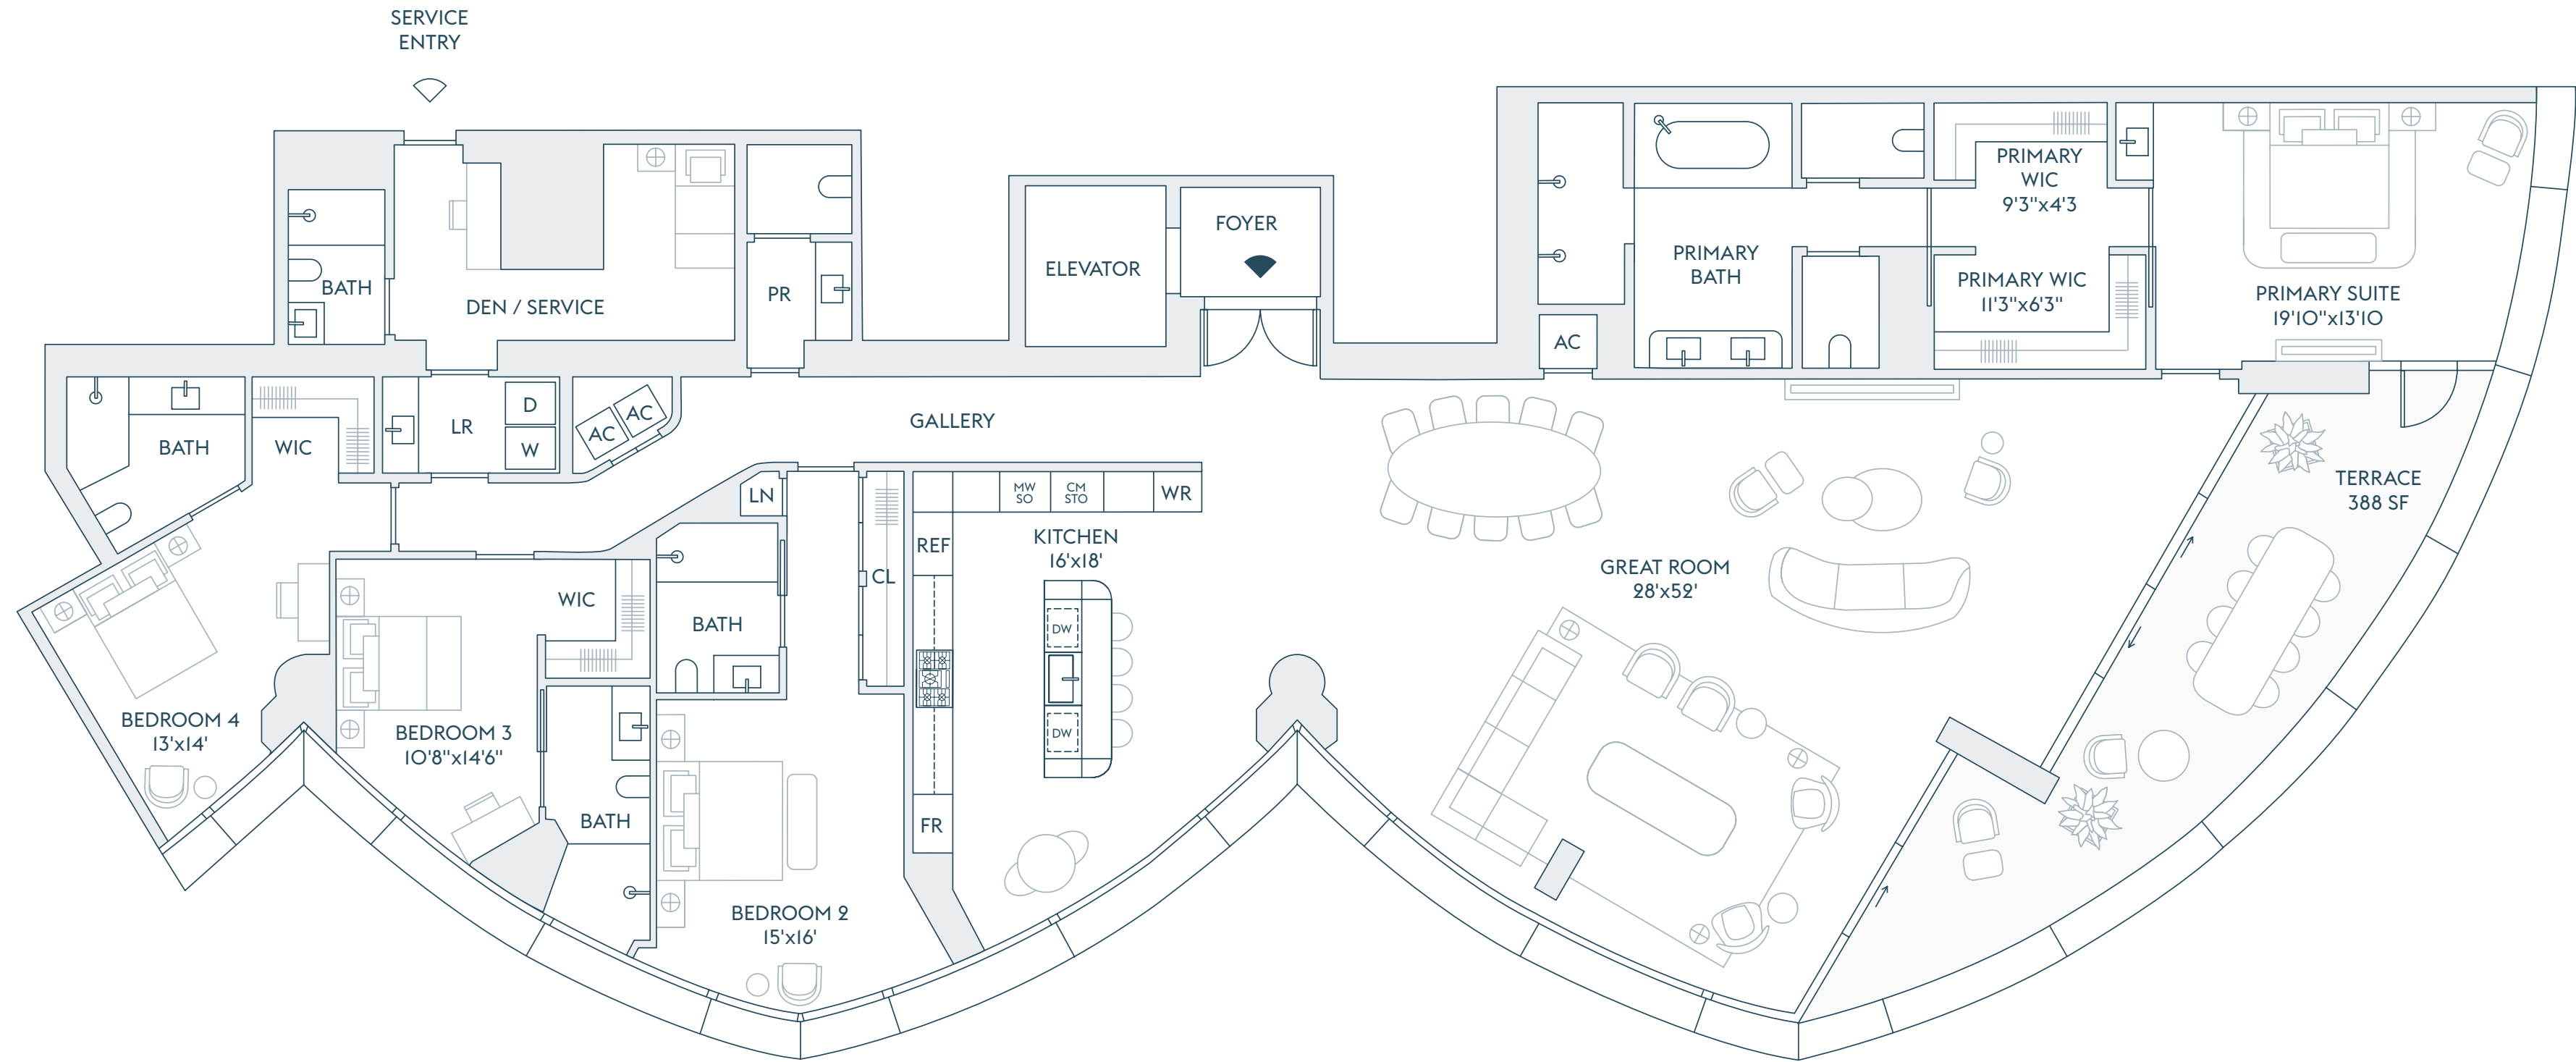 SERVICE
ENTRY
BATH
DEN / SERVICE
PR
ELEVATOR
FOYER
PRIMARY
BATH
PRIMARY
WIC
9'3"x4'3
PRIMARY WIC
11'3"x6'3"
PRIMARY SUITE
19'10"x13'10
AC
BATH
WIC
LR
D
W
AC
AC
GALLERY
LN
CL
REF
MW
SO
CM
STO
WR
KITCHEN
16'x18'
DW
DW
FR
GREAT ROOM
28'x52'
TERRACE
388 SF
BEDROOM 4
13'x14'
BEDROOM 3
10'8"x14'6"
WIC
BATH
BATH
BEDROOM 2
15'x16'